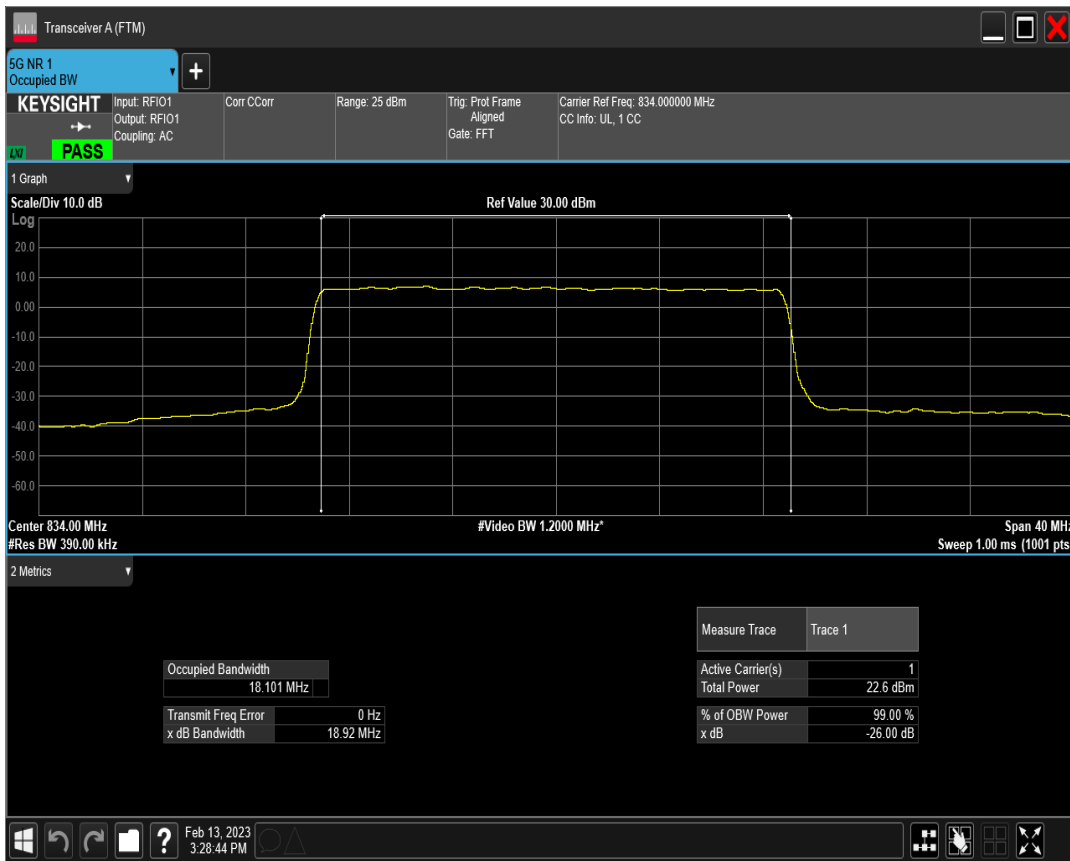 Transceiver A (FTM)
5G NR 1
Occupied BW
+
KEYSIGHT
LXI
PASS
Input: RFIO1
Output: RFIO1
Coupling: AC
Corr CCorr
Range: 25 dBm
Trig: Prot Frame
Aligned
Gate: FFT
Carrier Ref Freq: 834.000000 MHz
CC Info: UL, 1 CC
1 Graph
Scale/Div 10.0 dB
Ref Value 30.00 dBm
Log
20.0
10.0
0.00
-10.0
-20.0
-30.0
-40.0
-50.0
-60.0
Center 834.00 MHz
#Video BW 1.2000 MHz*
Span 40 MHz
#Res BW 390.00 kHz
Sweep 1.00 ms (1001 pts
2 Metrics
Measure Trace Trace 1
Occupied Bandwidth
18.101 MHz
Active Carrier(s) 1
Total Power 22.6 dBm
Transmit Freq Error 0 Hz
x dB Bandwidth 18.92 MHz
% of OBW Power 99.00 %
x dB -26.00 dB
?
Feb 13, 2023
3:28:44 PM